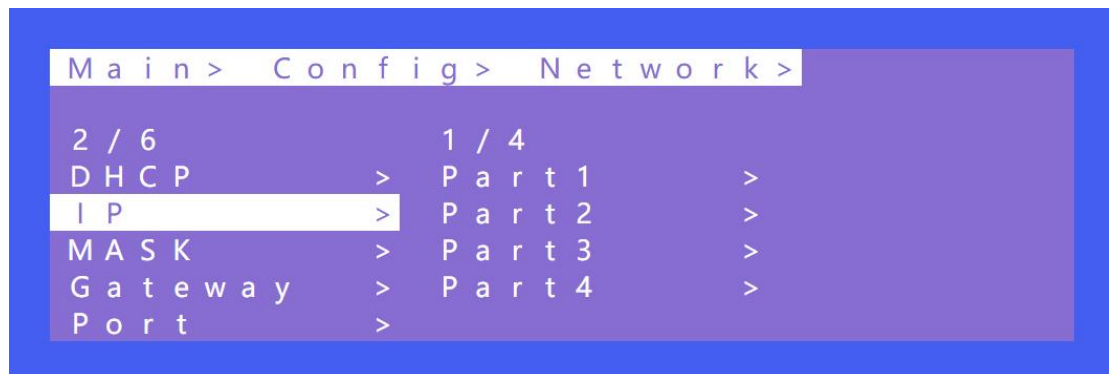 Main> Config> Network>
2/6 1/4
DHCP > Part1 >
IP > Part2 >
MASK > Part3 >
Gateway > Part4 >
Port >